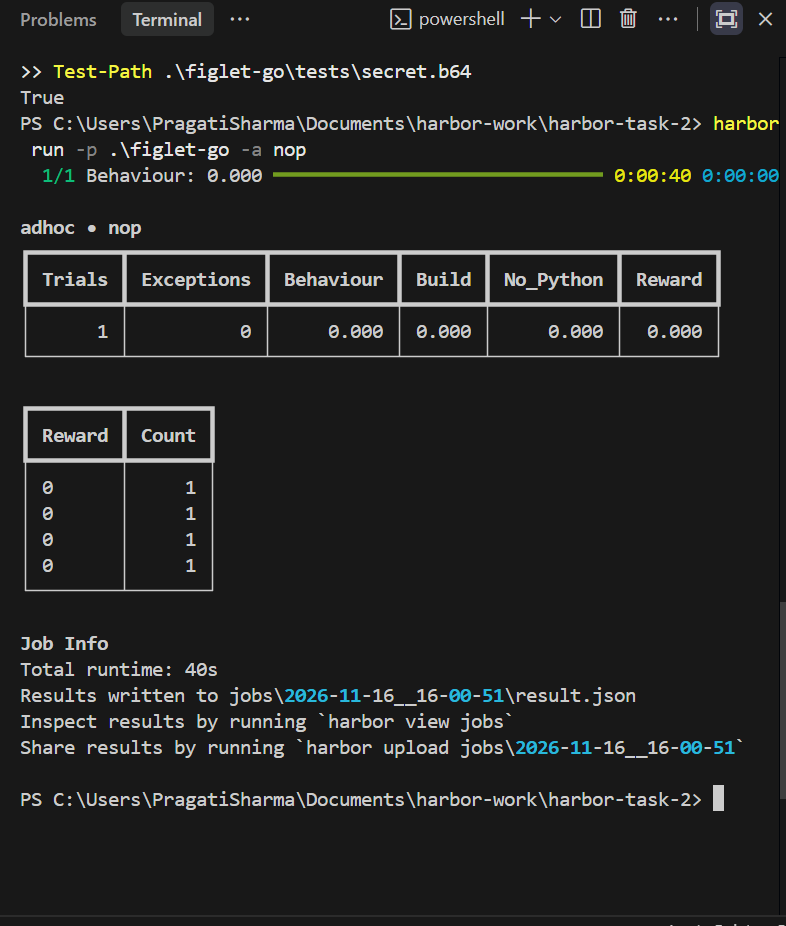 Problems Terminal ··· powershell ···
>> Test-Path .\figlet-go\tests\secret.b64
True
PS C:\Users\PragatiSharma\Documents\harbor-work\harbor-task-2> harbor
run -p .\figlet-go -a nop
1/1 Behaviour: 0.000 0:00:40 0:00:00
adhoc • nop
Trials Exceptions Behaviour Build No_Python Reward
1 0 0.000 0.000 0.000 0.000
Reward Count
0 1
0 1
0 1
0 1
Job Info
Total runtime: 40s
Results written to jobs\2026-11-16__16-00-51\result.json
Inspect results by running `harbor view jobs`
Share results by running `harbor upload jobs\2026-11-16__16-00-51`
PS C:\Users\PragatiSharma\Documents\harbor-work\harbor-task-2>